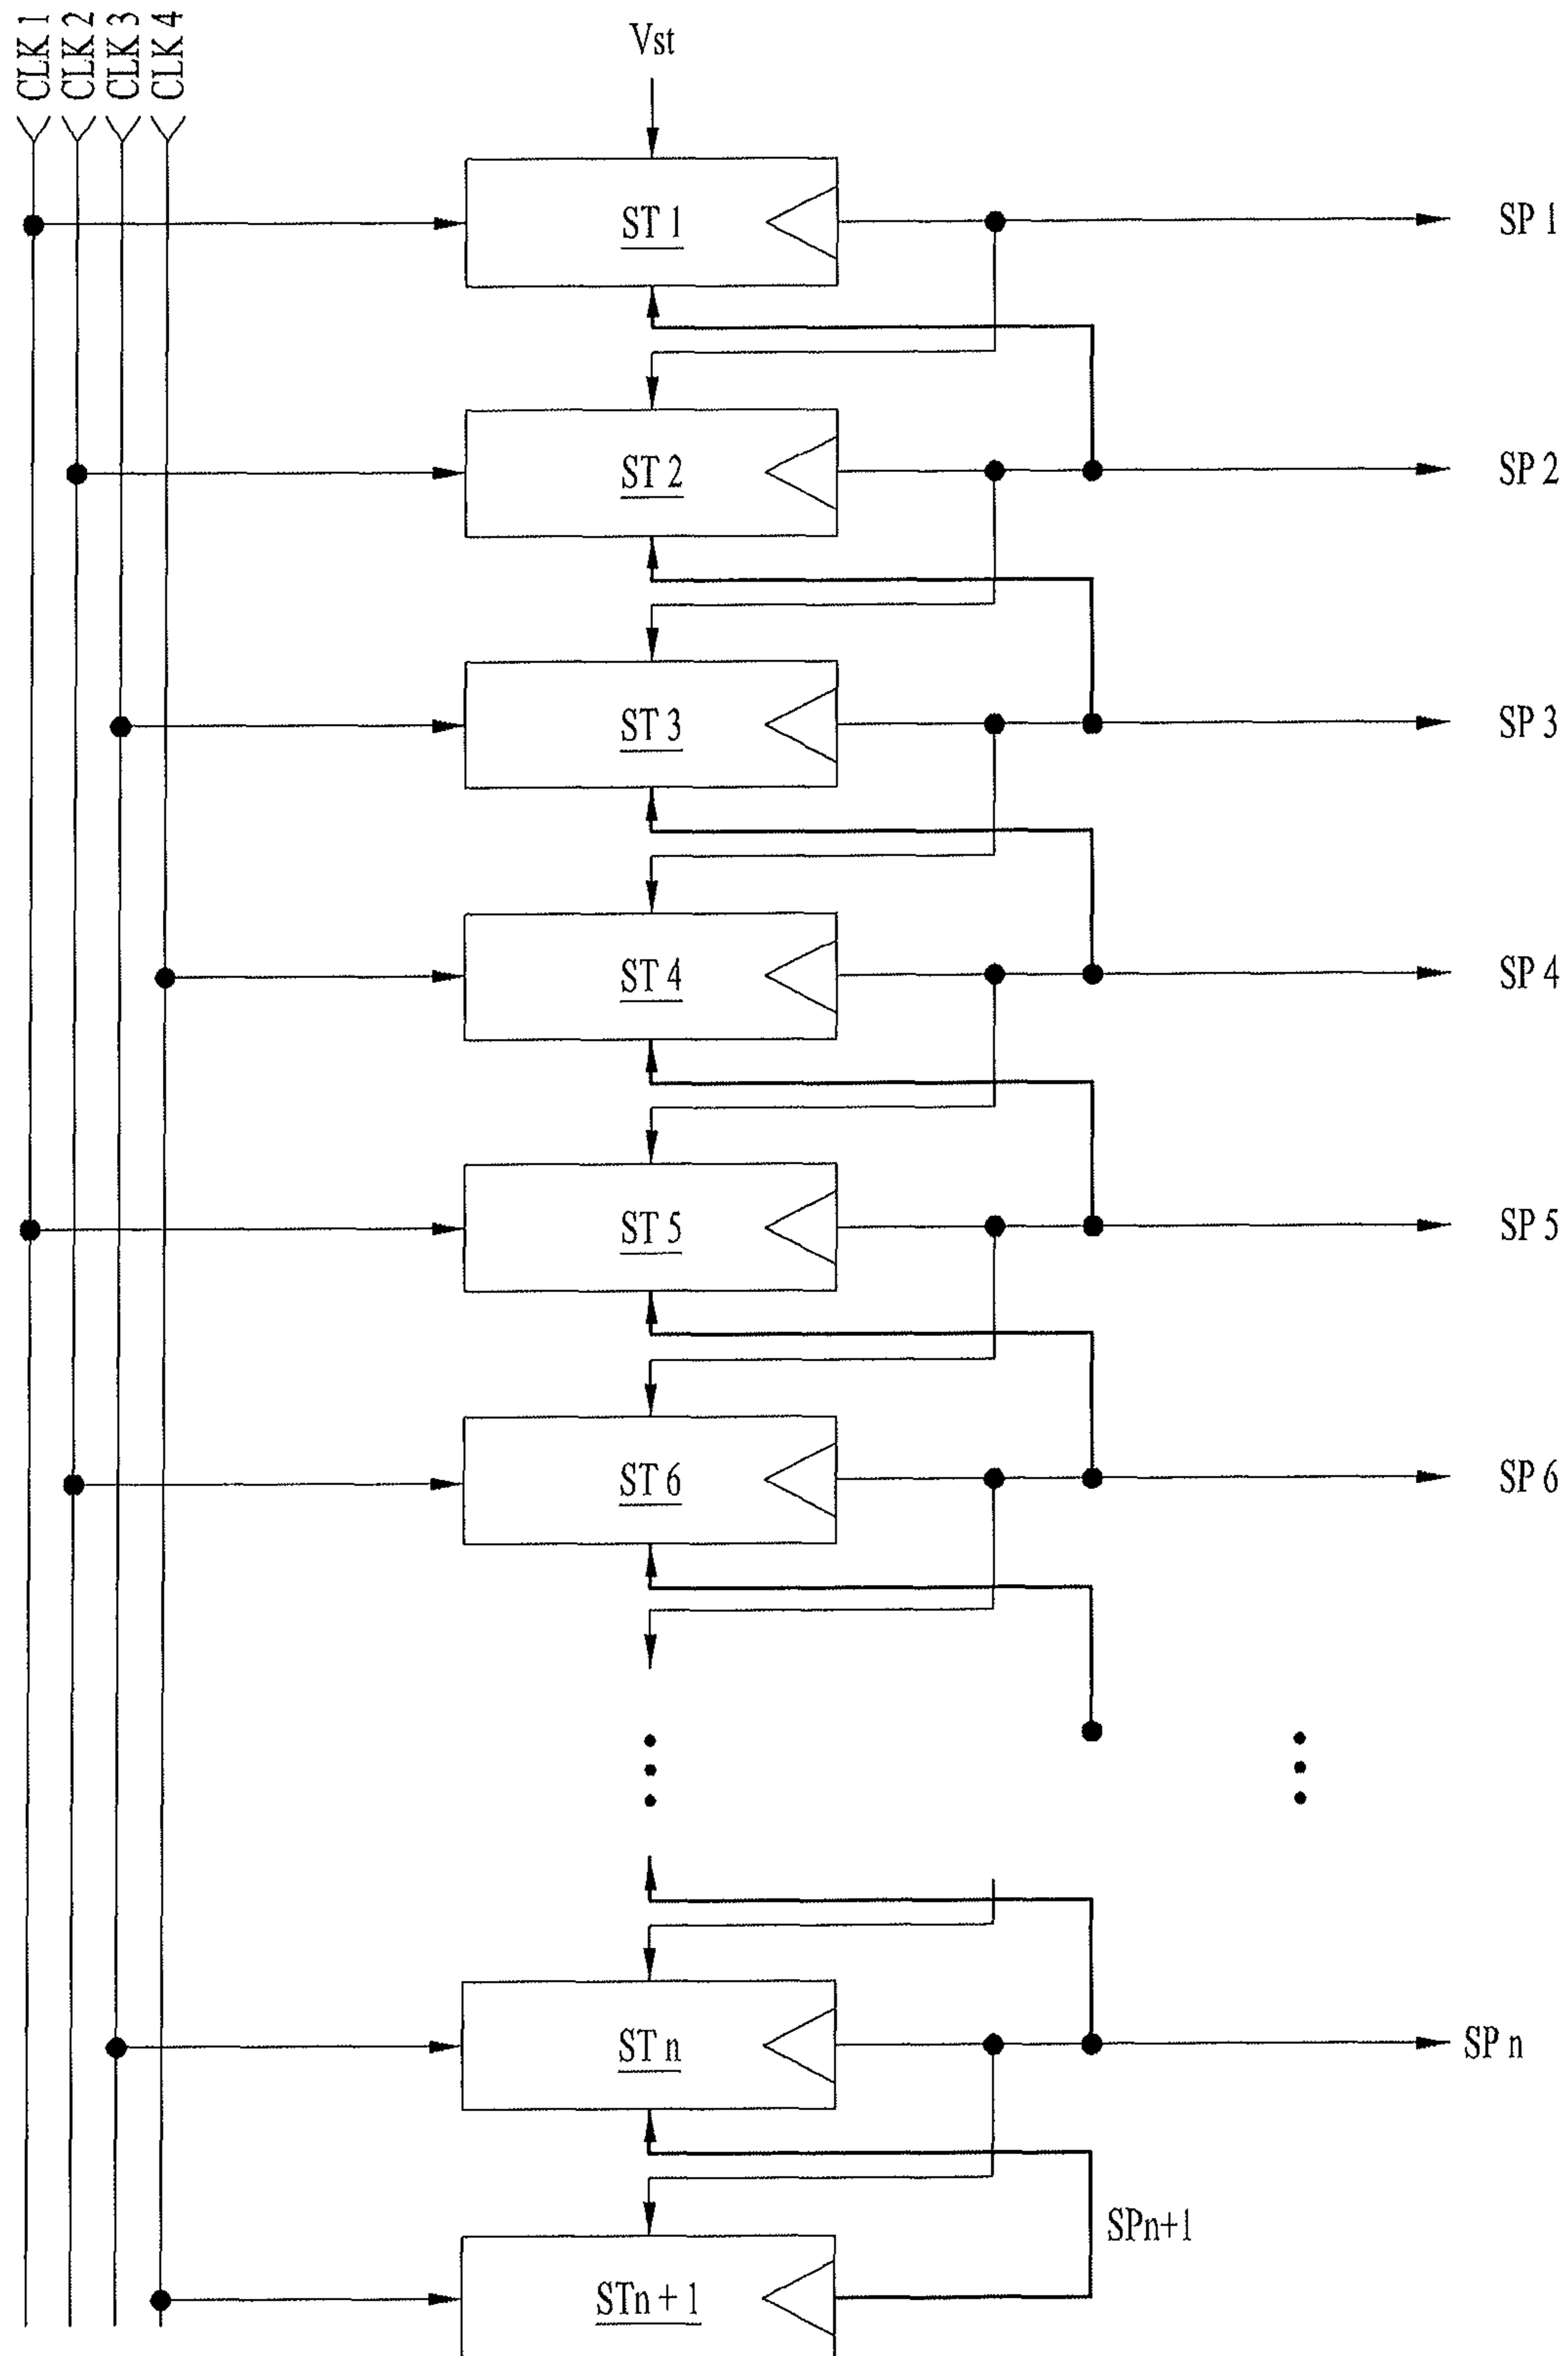 CLK 1
CLK 2
CLK 3
CLK 4
Vst
ST 1
SP 1
ST 2
SP 2
ST 3
SP 3
ST 4
SP 4
ST 5
SP 5
ST 6
SP 6
ST n
SP n
SPn+1
STn + 1